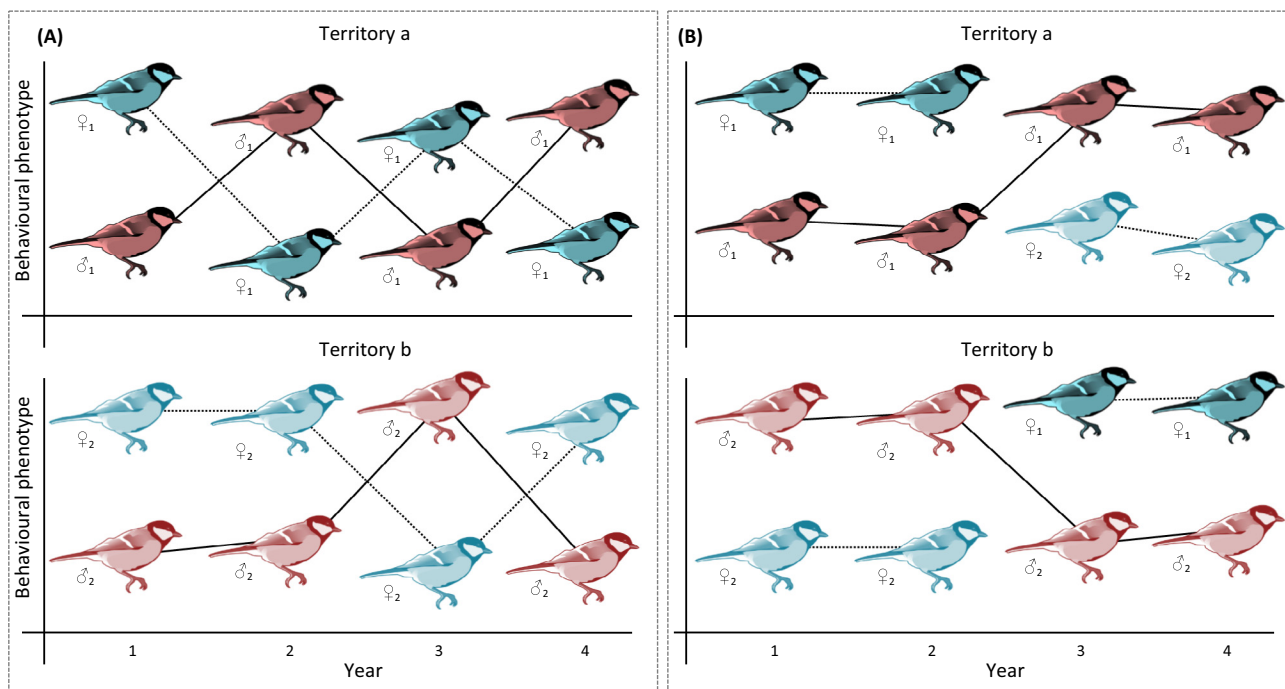 (A)
Territory a
Behavioural phenotype
♀1
♂1
♀1
♂1
♂1
♀1
♂1
♀1
Territory b
Behavioural phenotype
♀2
♀2
♂2
♀2
♂2
♂2
♀2
♂2
1 2 3 4
Year
(B)
Territory a
♀1
♀1
♂1
♂1
♂1
♂1
♀2
♀2
Territory b
♂2
♂2
♀1
♀1
♀2
♀2
♂2
♂2
1 2 3 4
Year